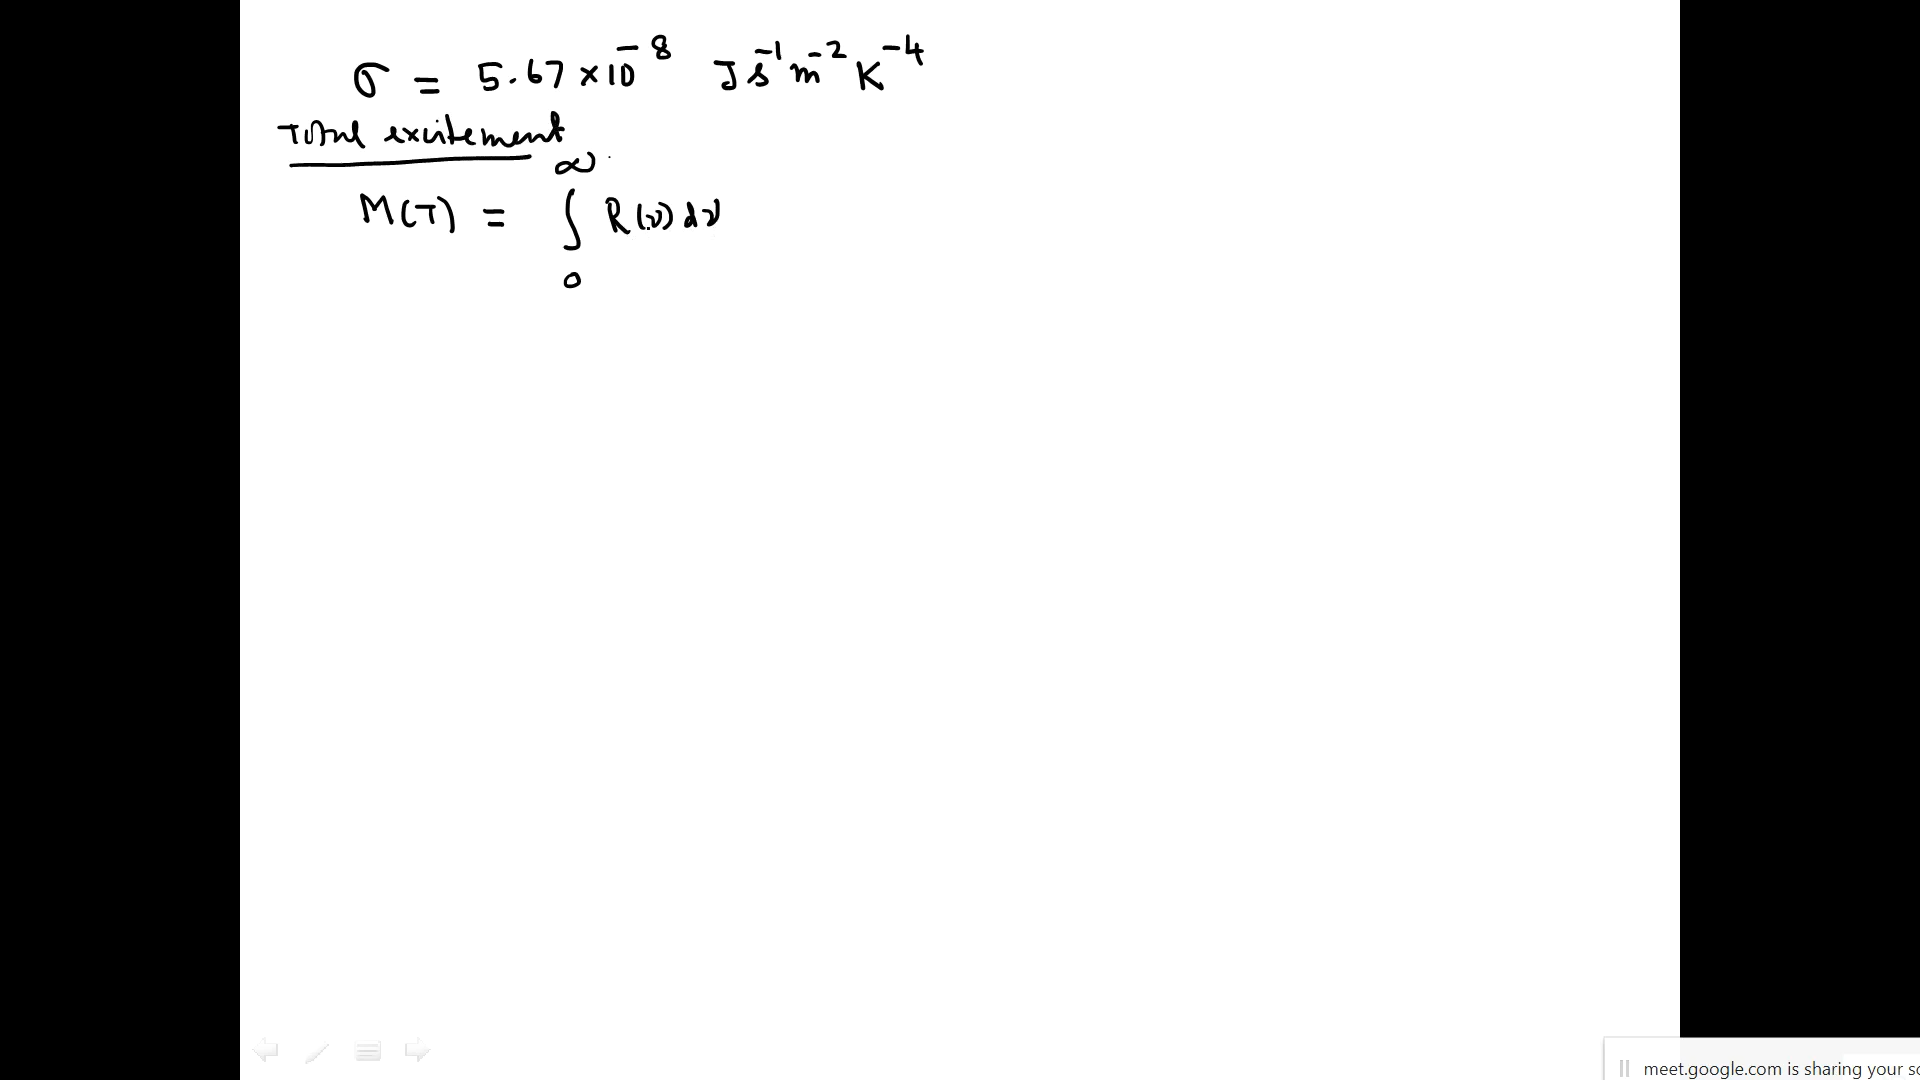 σ = 5.67 × 10⁻⁸ J s⁻¹ m⁻² K⁻⁴
Total excitement
M(T) = ∫₀^∞ R(ν) dν
meet.google.com is sharing your sc